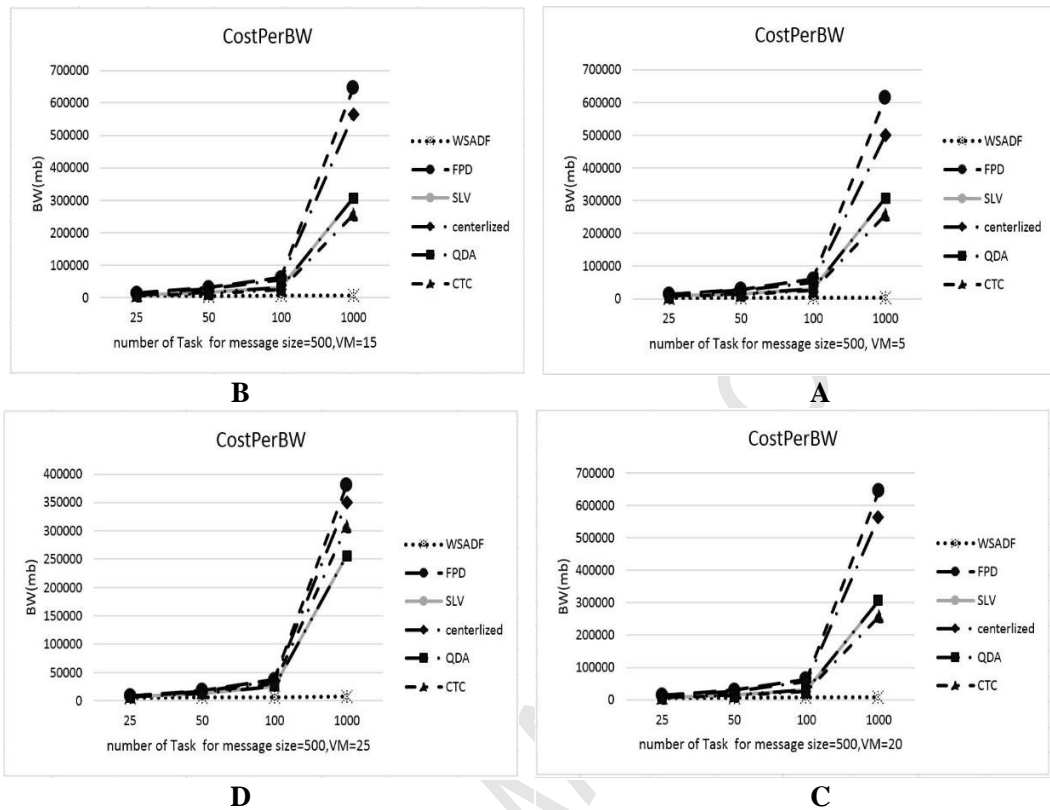 CostPerBW
700000
600000
500000
400000
300000
200000
100000
0
BW(mb)
25 50 100 1000
number of Task for message size=500,VM=15
WSADF
FPD
SLV
centerlized
QDA
CTC
B
CostPerBW
700000
600000
500000
400000
300000
200000
100000
0
BW(mb)
25 50 100 1000
number of Task for message size=500, VM=5
WSADF
FPD
SLV
centerlized
QDA
CTC
A
CostPerBW
400000
350000
300000
250000
200000
150000
100000
50000
0
BW(mb)
25 50 100 1000
number of Task for message size=500,VM=25
WSADF
FPD
SLV
centerlized
QDA
CTC
D
CostPerBW
700000
600000
500000
400000
300000
200000
100000
0
BW(mb)
25 50 100 1000
number of Task for message size=500,VM=20
WSADF
FPD
SLV
centerlized
QDA
CTC
C